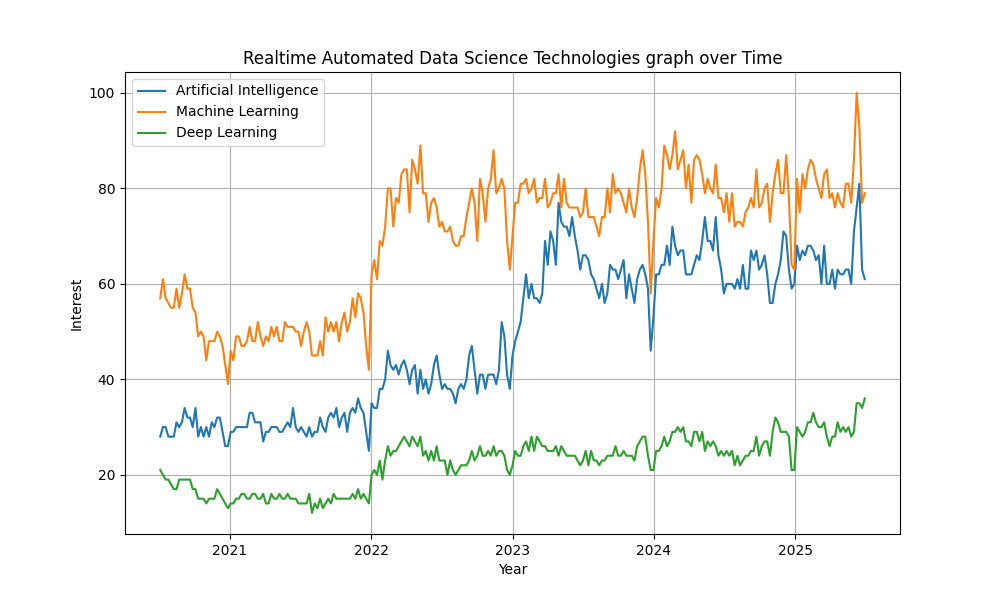 Realtime Automated Data Science Technologies graph over Time
Artificial Intelligence
Machine Learning
Deep Learning
100
80
60
40
20
Interest
2021
2022
2023
2024
2025
Year